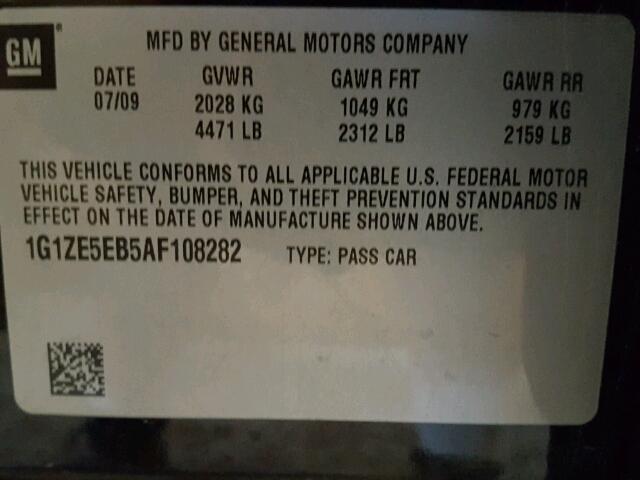 GM ®
MFD BY GENERAL MOTORS COMPANY
DATE GVWR GAWR FRT GAWR RR
07/09 2028 KG 1049 KG 979 KG
4471 LB 2312 LB 2159 LB
THIS VEHICLE CONFORMS TO ALL APPLICABLE U.S. FEDERAL MOTOR
VEHICLE SAFETY, BUMPER, AND THEFT PREVENTION STANDARDS IN
EFFECT ON THE DATE OF MANUFACTURE SHOWN ABOVE.
1G1ZE5EB5AF108282 TYPE: PASS CAR